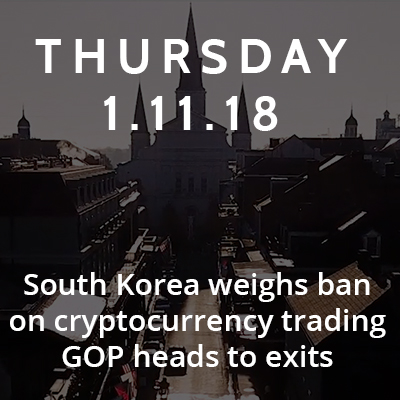 THURSDAY
1.11.18
South Korea weighs ban
on cryptocurrency trading
GOP heads to exits